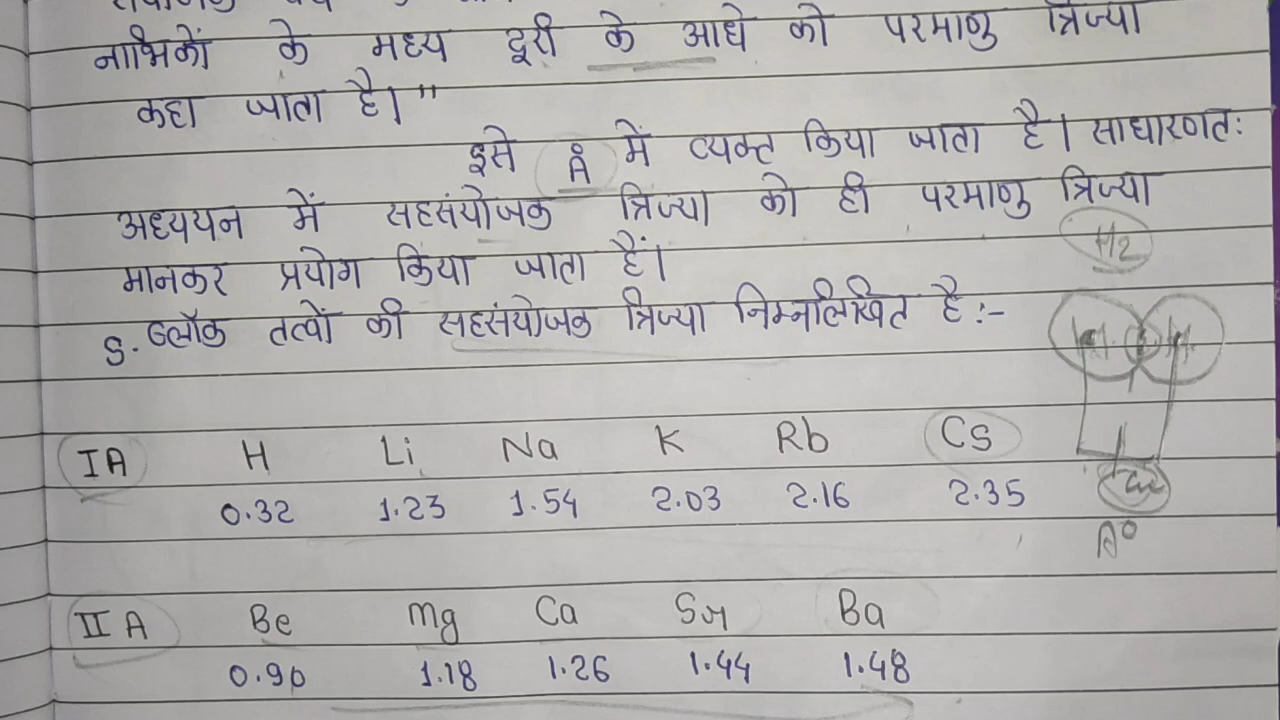 नाभिकों के मध्य दूरी के आधे को परमाणु त्रिज्या
कहा जाता है।"
इसे Å में व्यक्त किया जाता है। साधारणतः
अध्ययन में सहसंयोजक त्रिज्या को ही परमाणु त्रिज्या
मानकर प्रयोग किया जाता हैं।
H2
S. ब्लॉक तत्वों की सहसंयोजक त्रिज्या निम्नलिखित है:-
IA H Li Na K Rb Cs
0.32 1.23 1.54 2.03 2.16 2.35
A°
II A Be Mg Ca Sr Ba
0.90 1.18 1.26 1.44 1.48